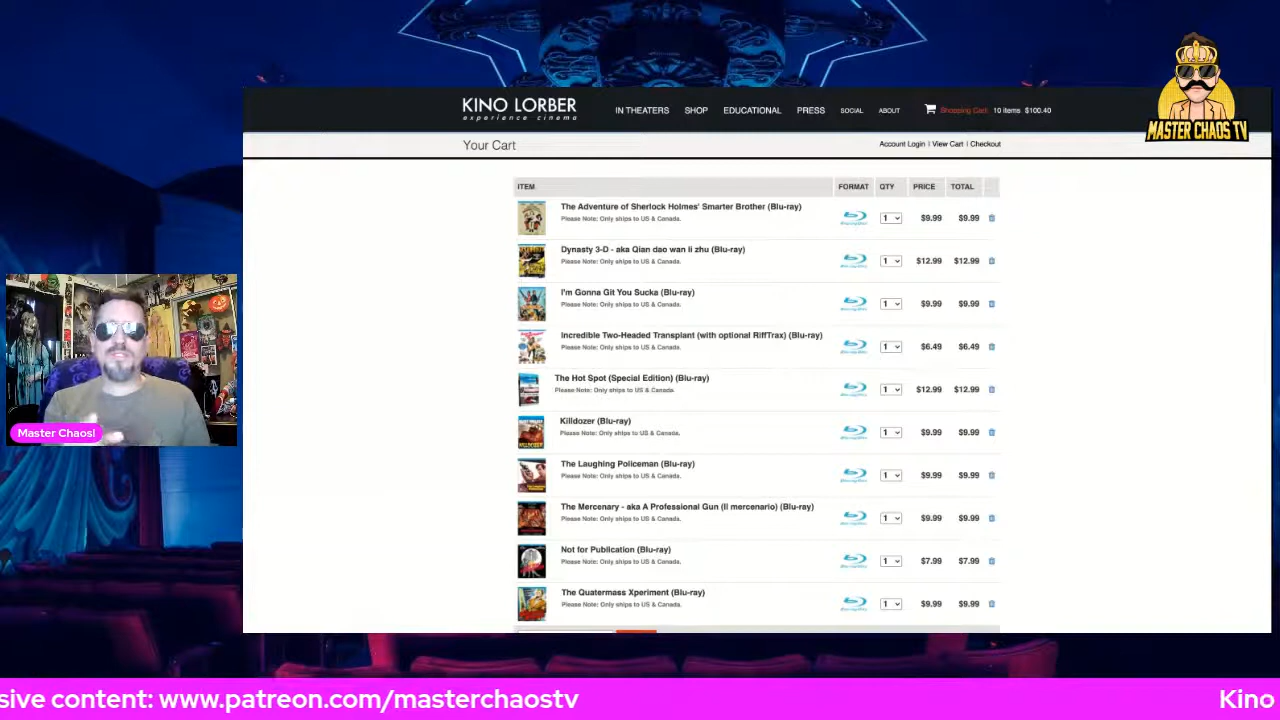 MASTER CHAOS TV
KINO LORBER
experience cinema
IN THEATERS SHOP EDUCATIONAL PRESS SOCIAL ABOUT
Shopping Cart: 10 items $100.40
Your Cart
Account Login | View Cart | Checkout
ITEM FORMAT QTY PRICE TOTAL
The Adventure of Sherlock Holmes' Smarter Brother (Blu-ray)
Please Note: Only ships to US & Canada.
1 $9.99 $9.99
Dynasty 3-D - aka Qian dao wan li zhu (Blu-ray)
Please Note: Only ships to US & Canada.
1 $12.99 $12.99
I'm Gonna Git You Sucka (Blu-ray)
Please Note: Only ships to US & Canada.
1 $9.99 $9.99
Incredible Two-Headed Transplant (with optional RiffTrax) (Blu-ray)
Please Note: Only ships to US & Canada.
1 $6.49 $6.49
The Hot Spot (Special Edition) (Blu-ray)
Please Note: Only ships to US & Canada.
1 $12.99 $12.99
Killdozer (Blu-ray)
Please Note: Only ships to US & Canada.
1 $9.99 $9.99
The Laughing Policeman (Blu-ray)
Please Note: Only ships to US & Canada.
1 $9.99 $9.99
The Mercenary - aka A Professional Gun (Il mercenario) (Blu-ray)
Please Note: Only ships to US & Canada.
1 $9.99 $9.99
Not for Publication (Blu-ray)
Please Note: Only ships to US & Canada.
1 $7.99 $7.99
The Quatermass Xperiment (Blu-ray)
Please Note: Only ships to US & Canada.
1 $9.99 $9.99
Master Chaos!
sive content: www.patreon.com/masterchaostv Kino